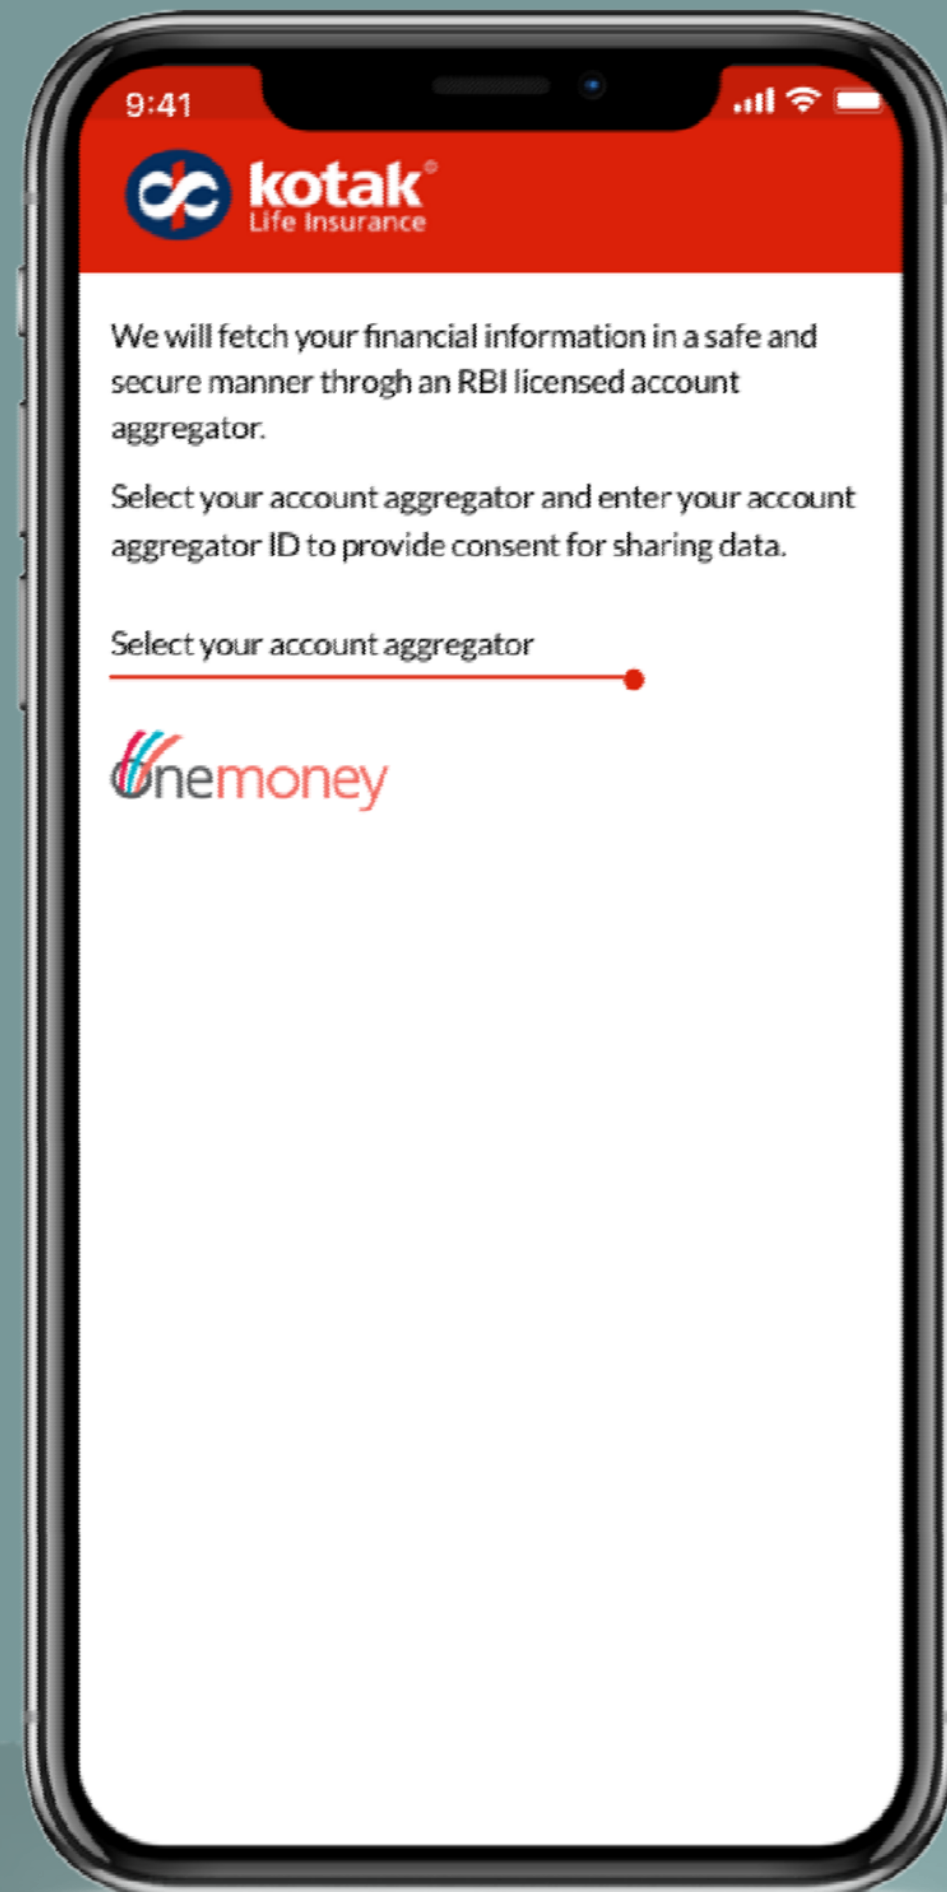 9:41
kotak®
Life Insurance
We will fetch your financial information in a safe and
secure manner throgh an RBI licensed account
aggregator.
Select your account aggregator and enter your account
aggregator ID to provide consent for sharing data.
Select your account aggregator
Onemoney